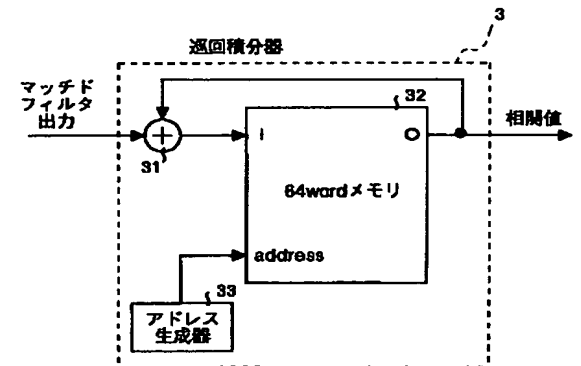 3
巡回積分器
マッチド
フィルタ
出力
31
32
i
O
64wordメモリ
address
相関値
33
アドレス
生成器